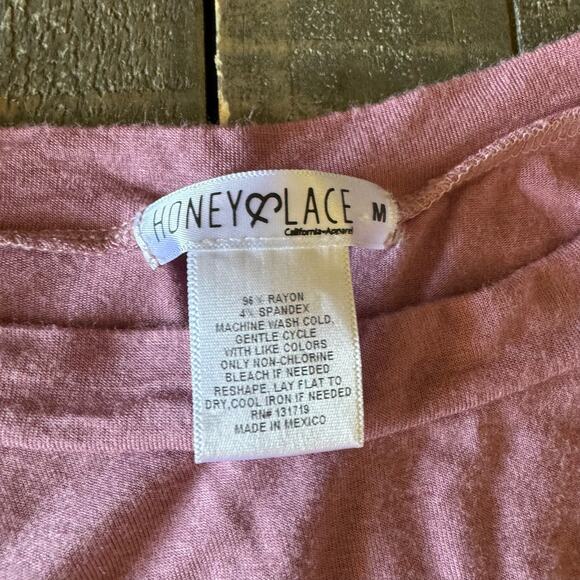 HONEY & LACE M
California-Apparel
96% RAYON
4% SPANDEX
MACHINE WASH COLD,
GENTLE CYCLE
WITH LIKE COLORS
ONLY NON-CHLORINE
BLEACH IF NEEDED
RESHAPE. LAY FLAT TO
DRY,COOL IRON IF NEEDED
RN# 131719
MADE IN MEXICO